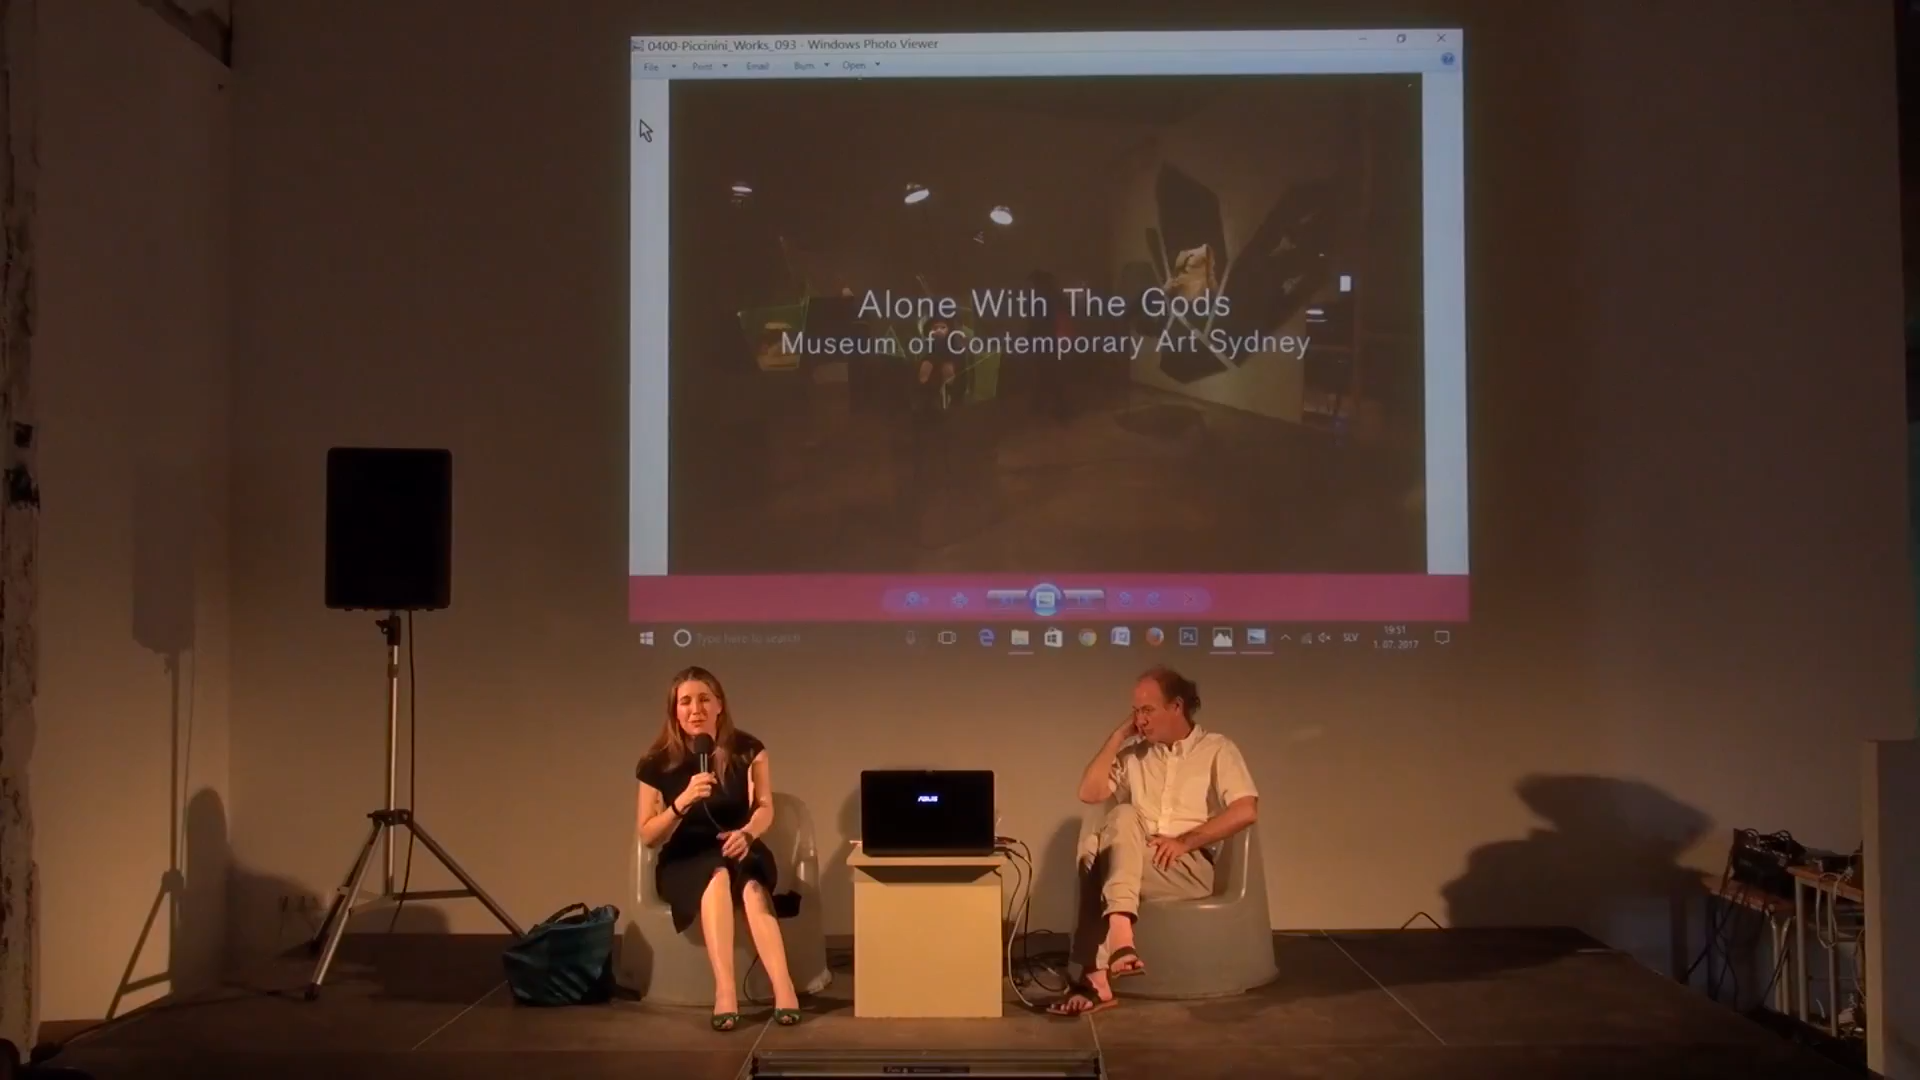 0400-Piccinini_Works_093 - Windows Photo Viewer
File Print Email Burn Open
Alone With The Gods
Museum of Contemporary Art Sydney
Type here to search
SLV
19:51
1. 07. 2017
Ps
ASUS